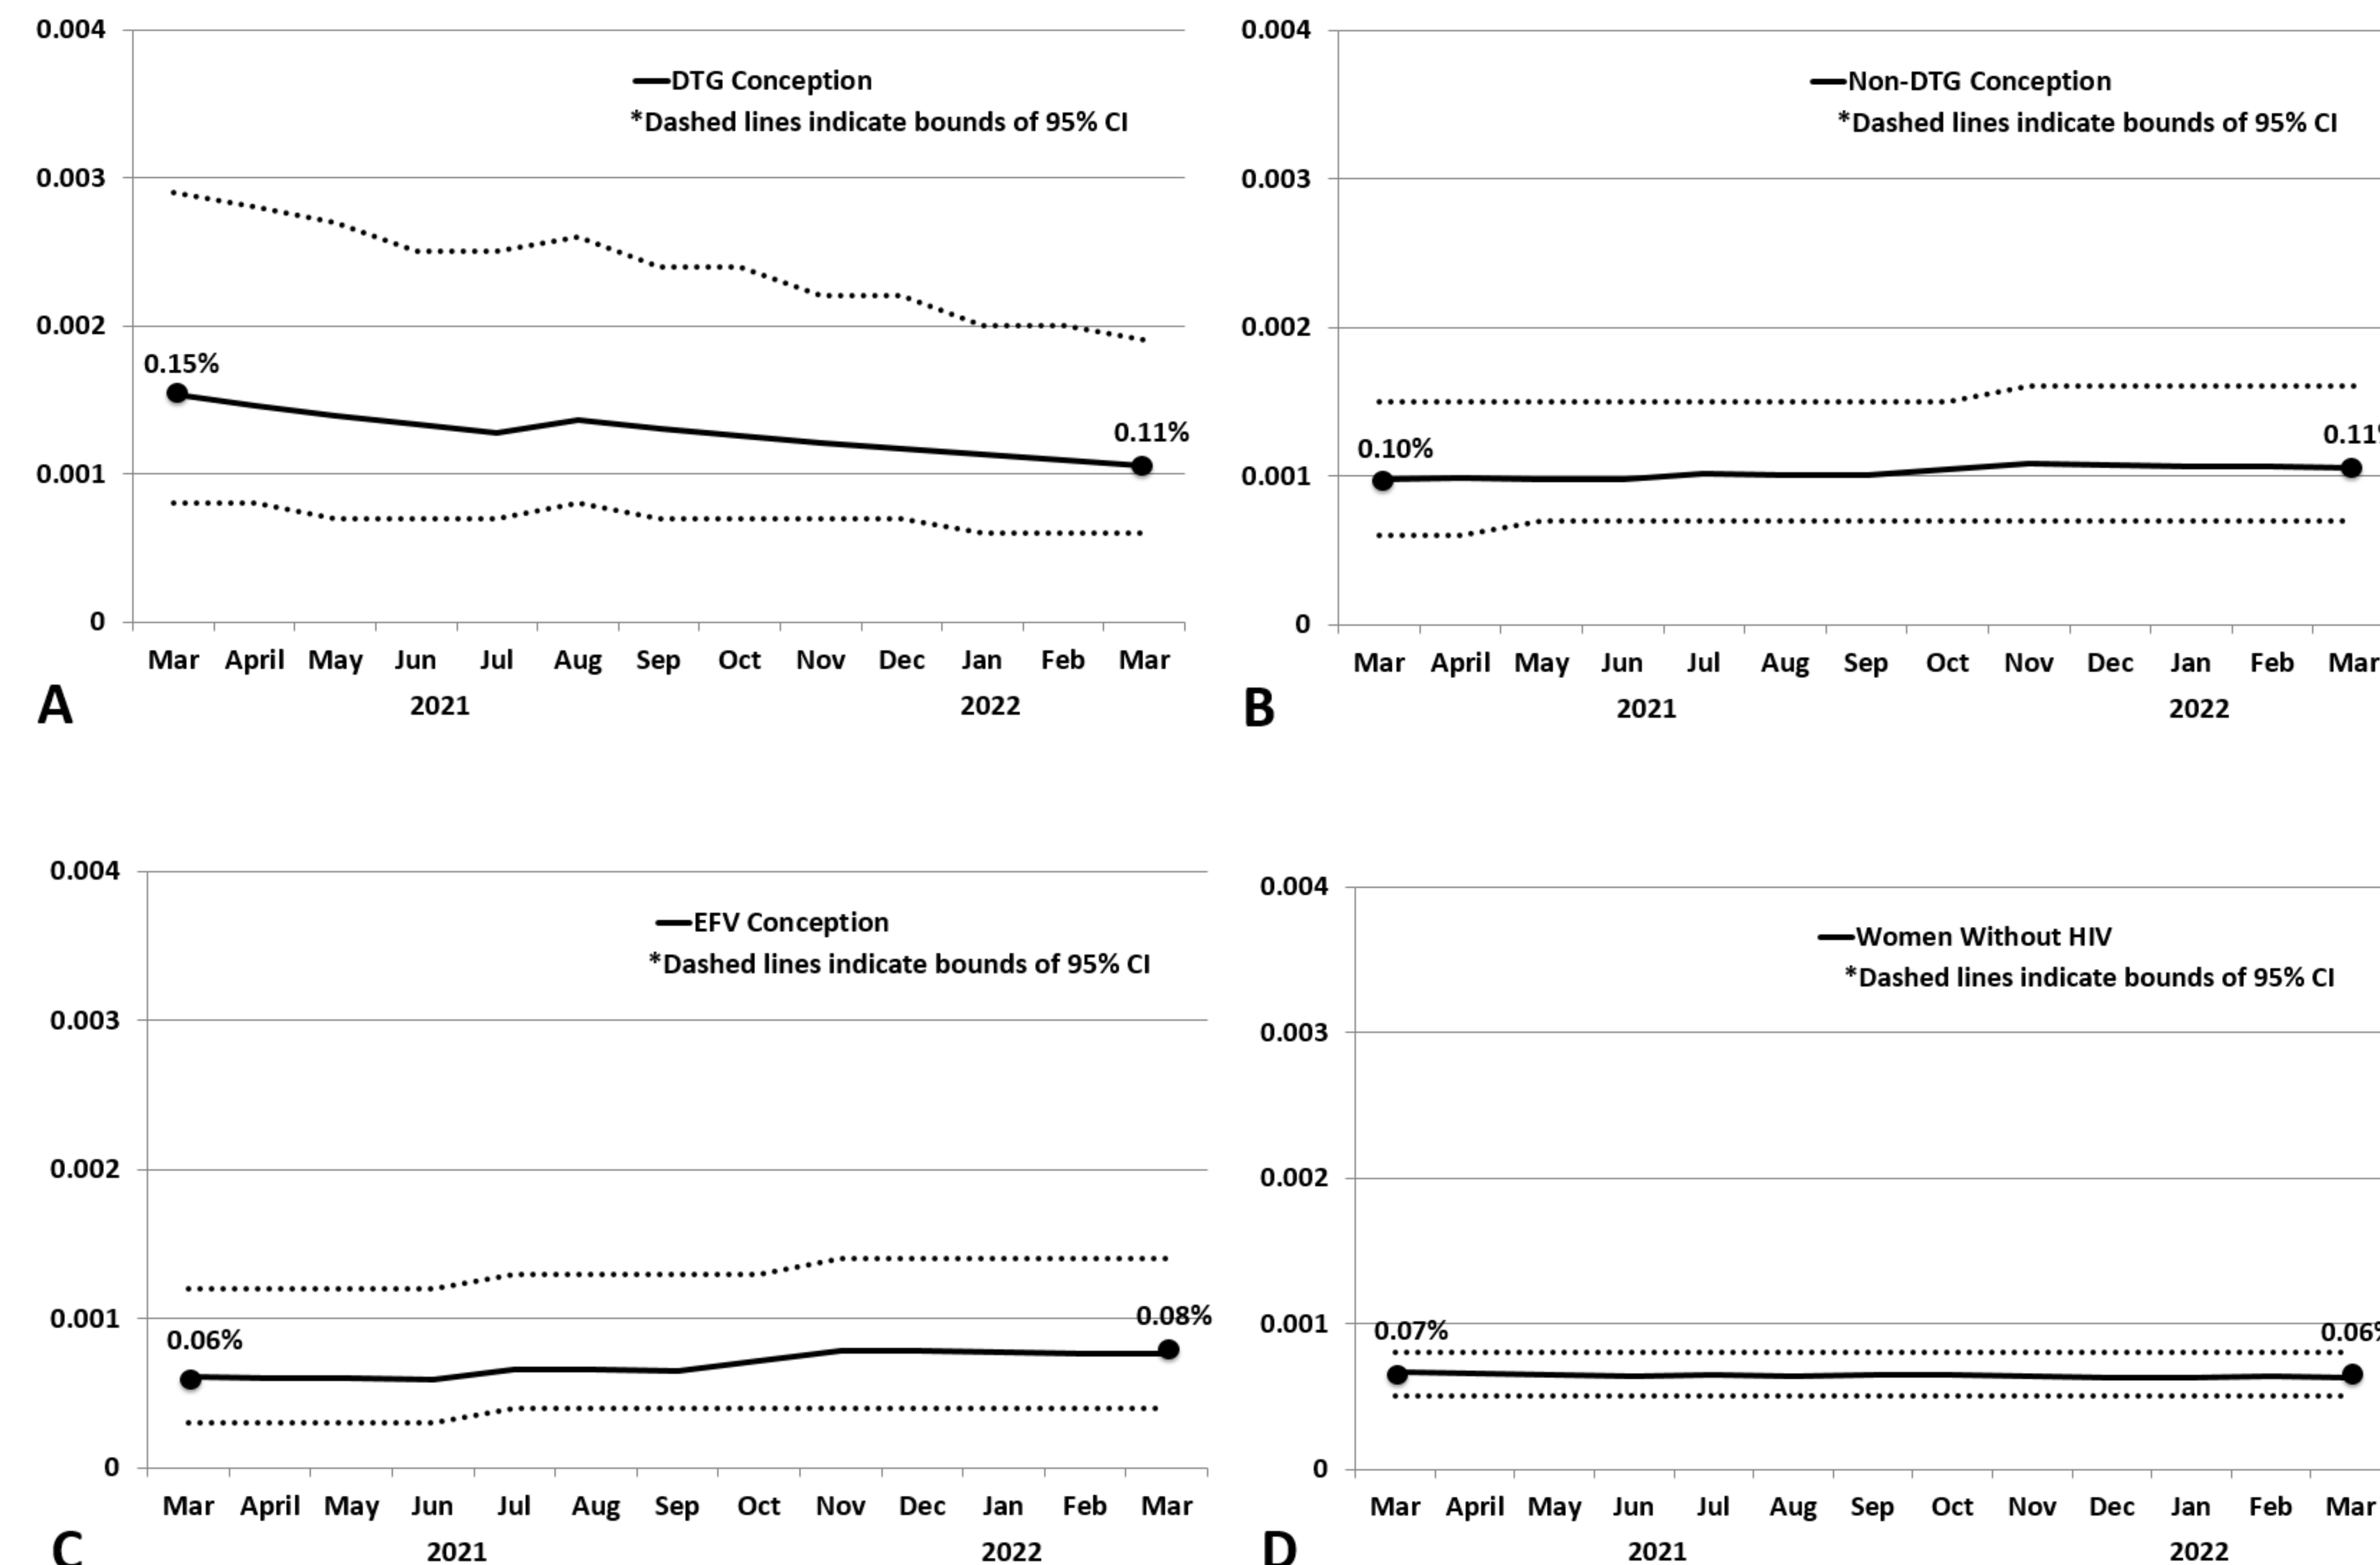 0.004
DTG Conception
*Dashed lines indicate bounds of 95% CI
0.003
0.002
0.15%
0.11%
0.001
0
Mar April May Jun Jul Aug Sep Oct Nov Dec Jan Feb Mar
2021 2022
A
0.004
Non-DTG Conception
*Dashed lines indicate bounds of 95% CI
0.003
0.002
0.10%
0.11%
0.001
0
Mar April May Jun Jul Aug Sep Oct Nov Dec Jan Feb Mar
2021 2022
B
0.004
EFV Conception
*Dashed lines indicate bounds of 95% CI
0.003
0.002
0.001
0.08%
0.06%
0
Mar April May Jun Jul Aug Sep Oct Nov Dec Jan Feb Mar
2021 2022
C
0.004
Women Without HIV
*Dashed lines indicate bounds of 95% CI
0.003
0.002
0.001
0.07%
0.06%
0
Mar April May Jun Jul Aug Sep Oct Nov Dec Jan Feb Mar
2021 2022
D